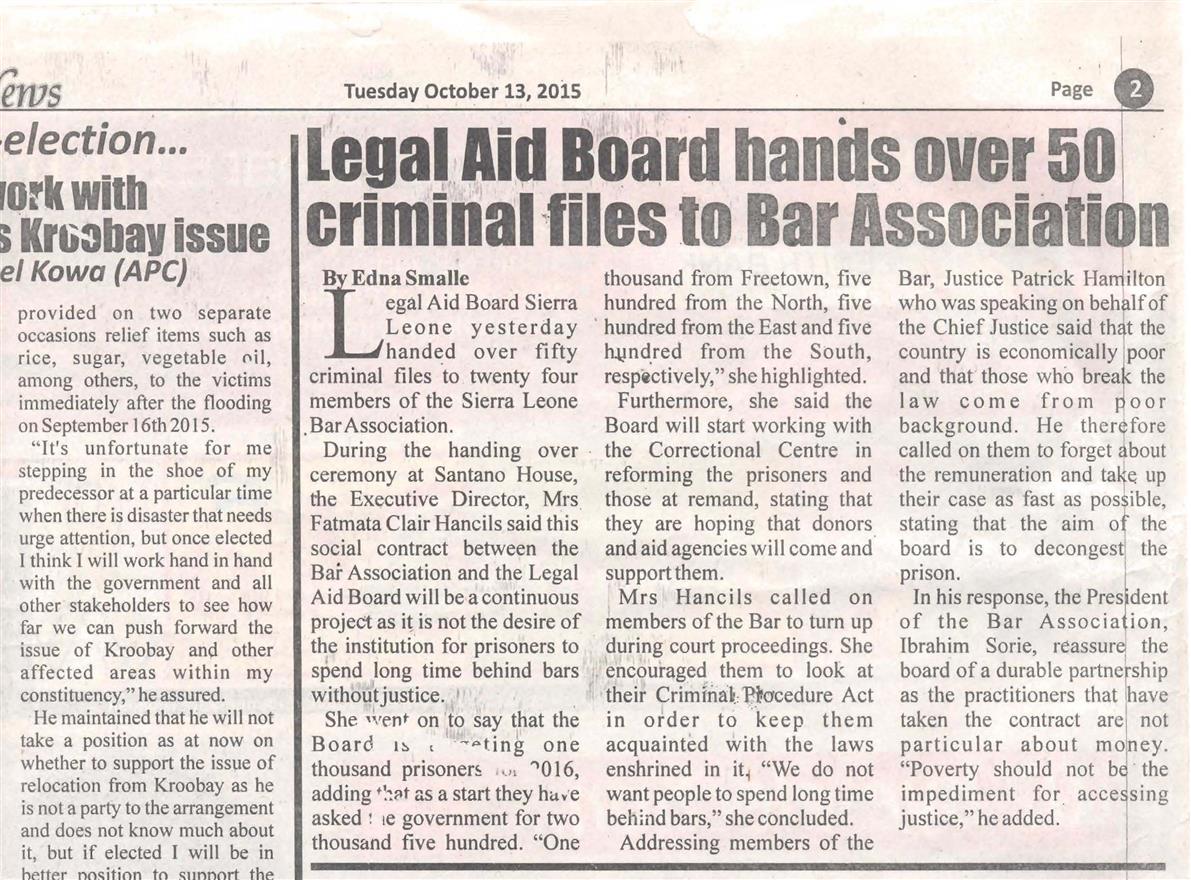 Tuesday October 13, 2015
Page 2
election...
work with
Kroobay issue
el Kowa (APC)
provided on two separate
occasions relief items such as
rice, sugar, vegetable oil,
among others, to the victims
immediately after the flooding
on September 16th 2015.
“It's unfortunate for me
stepping in the shoe of my
predecessor at a particular time
when there is disaster that needs
urge attention, but once elected
I think I will work hand in hand
with the government and all
other stakeholders to see how
far we can push forward the
issue of Kroobay and other
affected areas within my
constituency,” he assured.
He maintained that he will not
take a position as at now on
whether to support the issue of
relocation from Kroobay as he
is not a party to the arrangement
and does not know much about
it, but if elected I will be in
better position to support the
Legal Aid Board hands over 50
criminal files to Bar Association
By Edna Smalle
Legal Aid Board Sierra
Leone yesterday
handed over fifty
criminal files to twenty four
members of the Sierra Leone
Bar Association.
During the handing over
ceremony at Santano House,
the Executive Director, Mrs
Fatmata Clair Hancils said this
social contract between the
Bar Association and the Legal
Aid Board will be a continuous
project as it is not the desire of
the institution for prisoners to
spend long time behind bars
without justice.
She went on to say that the
Board is one
thousand prisoners for 2016,
adding that as a start they have
asked government for two
thousand five hundred. “One
thousand from Freetown, five
hundred from the North, five
hundred from the East and five
hundred from the South,
respectively,” she highlighted.
Furthermore, she said the
Board will start working with
the Correctional Centre in
reforming the prisoners and
those at remand, stating that
they are hoping that donors
and aid agencies will come and
support them.
Mrs Hancils called on
members of the Bar to turn up
during court proceedings. She
encouraged them to look at
their Criminal Procedure Act
in order to keep them
acquainted with the laws
enshrined in it, “We do not
want people to spend long time
behind bars,” she concluded.
Addressing members of the
Bar, Justice Patrick Hamilton
who was speaking on behalf of
the Chief Justice said that the
country is economically poor
and that those who break the
law come from poor
background. He therefore
called on them to forget about
the remuneration and take up
their case as fast as possible,
stating that the aim of the
board is to decongest the
prison.
In his response, the President
of the Bar Association,
Ibrahim Sorie, reassure the
board of a durable partnership
as the practitioners that have
taken the contract are not
particular about money.
“Poverty should not be the
impediment for accessing
justice,” he added.